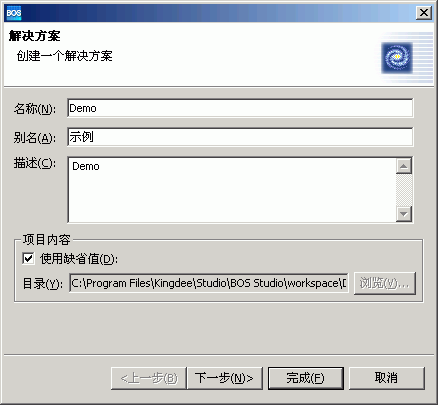 BOS
解决方案
创建一个解决方案
名称(N): Demo
别名(A): 示例
描述(C): Demo
项目内容
使用缺省值(D):
目录(Y): C:\Program Files\Kingdee\Studio\BOS Studio\workspace\D 浏览(V)...
<上一步(B) 下一步(N)> 完成(F) 取消